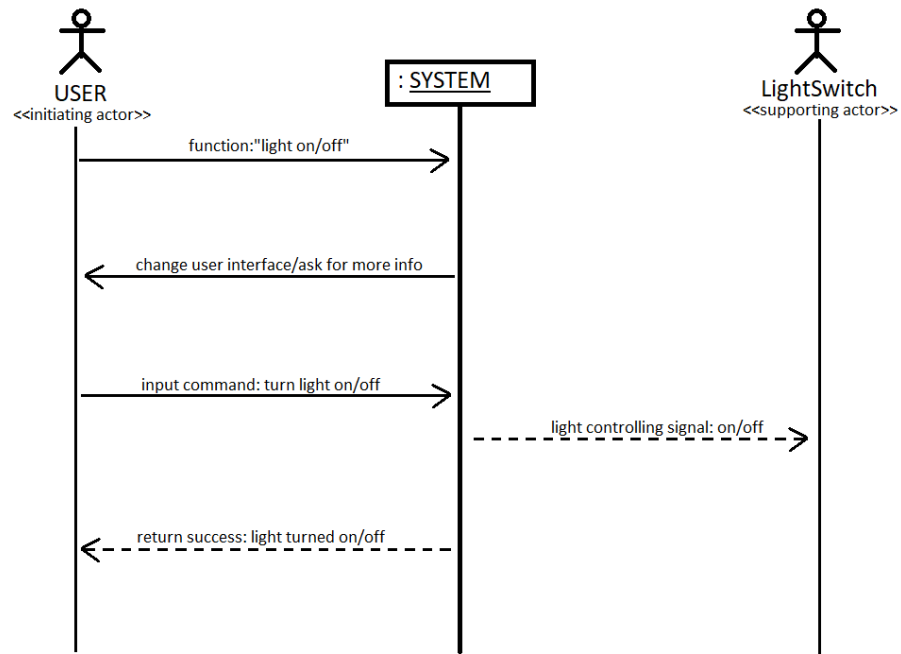 USER
<<initiating actor>>
: SYSTEM
LightSwitch
<<supporting actor>>
function:"light on/off"
change user interface/ask for more info
input command: turn light on/off
light controlling signal: on/off
return success: light turned on/off